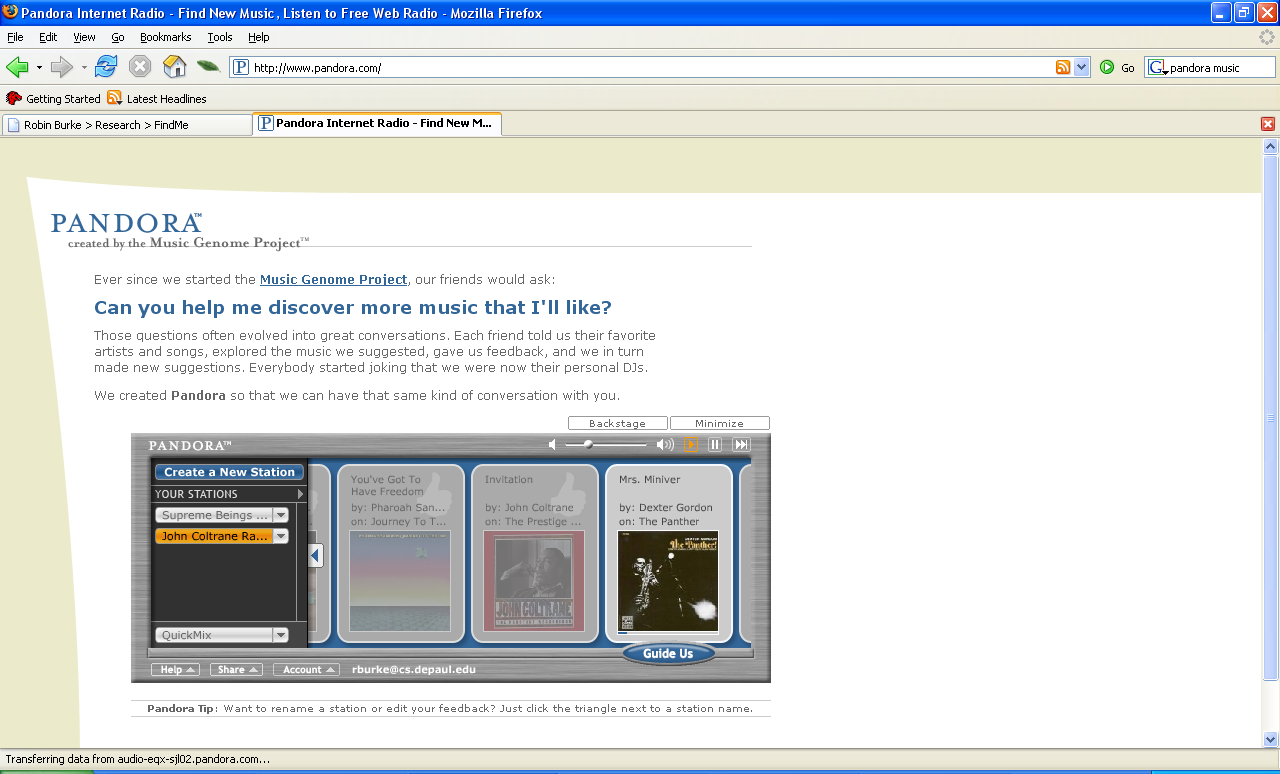 Pandora Internet Radio - Find New Music, Listen to Free Web Radio - Mozilla Firefox
File Edit View Go Bookmarks Tools Help
P http://www.pandora.com/ Go G pandora music
Getting Started Latest Headlines
Robin Burke > Research > FindMe P Pandora Internet Radio - Find New M...
PANDORA™
created by the Music Genome Project™
Ever since we started the Music Genome Project, our friends would ask:
Can you help me discover more music that I'll like?
Those questions often evolved into great conversations. Each friend told us their favorite
artists and songs, explored the music we suggested, gave us feedback, and we in turn
made new suggestions. Everybody started joking that we were now their personal DJs.
We created Pandora so that we can have that same kind of conversation with you.
Backstage Minimize
PANDORA™
Create a New Station
YOUR STATIONS
Supreme Beings ...
John Coltrane Ra...
QuickMix
You've Got To
Have Freedom
by: Pharoah San...
on: Journey To T...
Invitation
by: John Coltrane
on: The Prestige ...
JOHN COLTRANE
Mrs. Miniver
by: Dexter Gordon
on: The Panther
The Panther!
Guide Us
Help Share Account rburke@cs.depaul.edu
Pandora Tip: Want to rename a station or edit your feedback? Just click the triangle next to a station name.
Transferring data from audio-eqx-sjl02.pandora.com...